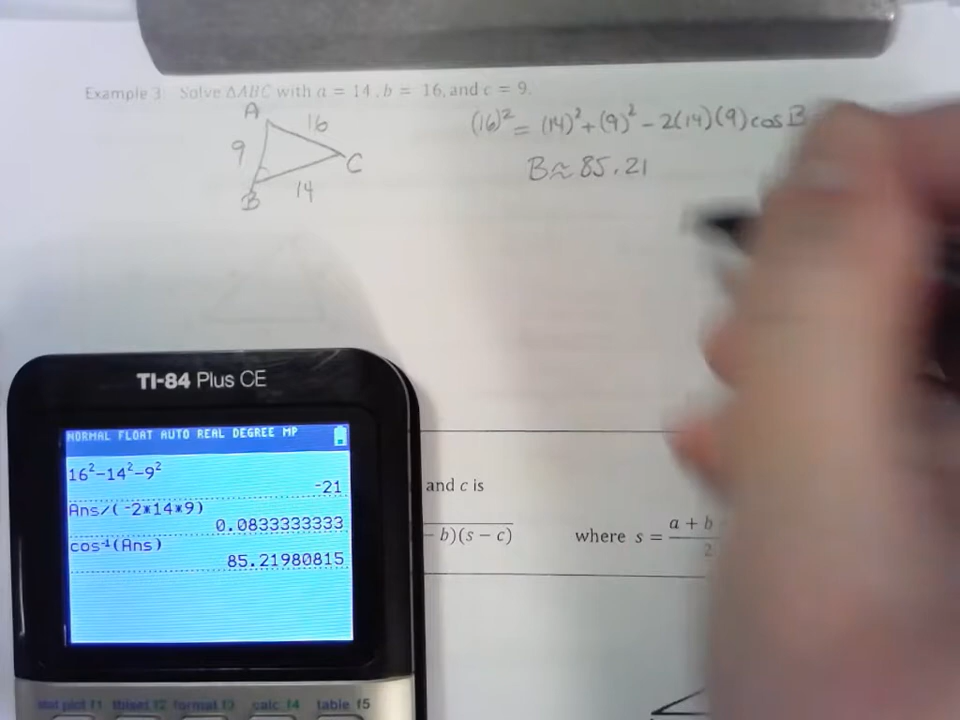 Example 3: Solve ΔABC with a = 14, b = 16, and c = 9.
A
16
9
C
14
B
(16)² = (14)² + (9)² − 2(14)(9) cos B
B ≈ 85.21
TI-84 Plus CE
NORMAL FLOAT AUTO REAL DEGREE MP
16²-14²-9²
-21
Ans/(-2*14*9)
0.0833333333
cos⁻¹(Ans)
85.21980815
stat plot f1 tblset f2 format f3 calc f4 table f5
and c is
− b)(s − c)
where s = a + b
2